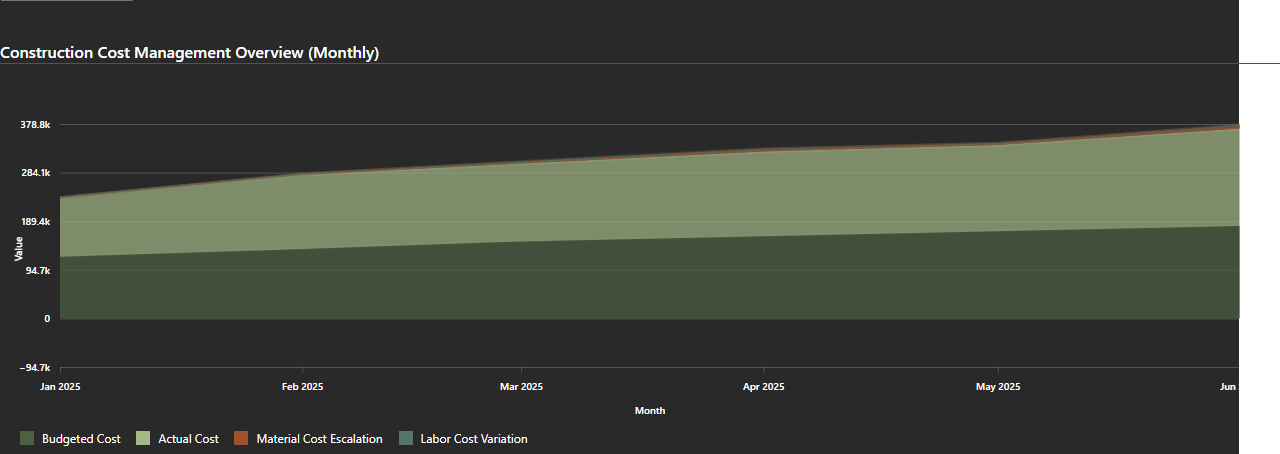 Construction Cost Management Overview (Monthly)
378.8k
284.1k
189.4k
94.7k
0
−94.7k
Value
Jan 2025
Feb 2025
Mar 2025
Apr 2025
May 2025
Jun
Month
Budgeted Cost
Actual Cost
Material Cost Escalation
Labor Cost Variation